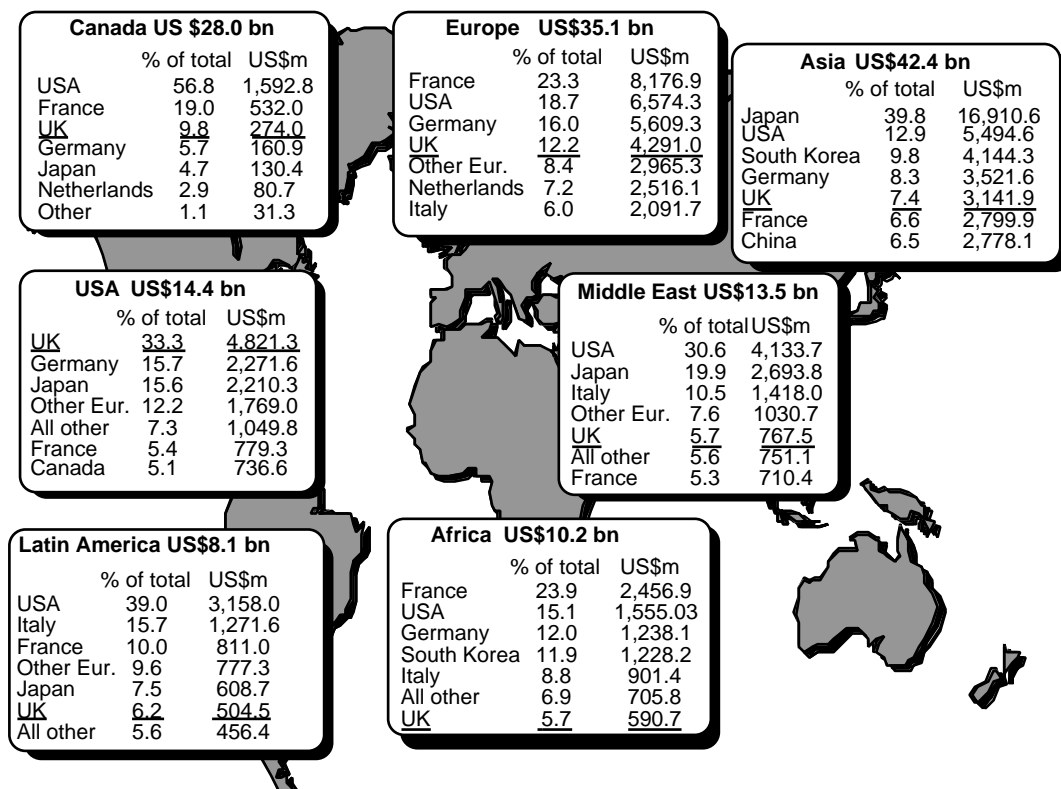 Canada US $28.0 bn
% of total US$m
USA 56.8 1,592.8
France 19.0 532.0
UK 9.8 274.0
Germany 5.7 160.9
Japan 4.7 130.4
Netherlands 2.9 80.7
Other 1.1 31.3
Europe US$35.1 bn
% of total US$m
France 23.3 8,176.9
USA 18.7 6,574.3
Germany 16.0 5,609.3
UK 12.2 4,291.0
Other Eur. 8.4 2,965.3
Netherlands 7.2 2,516.1
Italy 6.0 2,091.7
Asia US$42.4 bn
% of total US$m
Japan 39.8 16,910.6
USA 12.9 5,494.6
South Korea 9.8 4,144.3
Germany 8.3 3,521.6
UK 7.4 3,141.9
France 6.6 2,799.9
China 6.5 2,778.1
USA US$14.4 bn
% of total US$m
UK 33.3 4.821.3
Germany 15.7 2,271.6
Japan 15.6 2,210.3
Other Eur. 12.2 1,769.0
All other 7.3 1,049.8
France 5.4 779.3
Canada 5.1 736.6
Middle East US$13.5 bn
% of total US$m
USA 30.6 4,133.7
Japan 19.9 2,693.8
Italy 10.5 1,418.0
Other Eur. 7.6 1030.7
UK 5.7 767.5
All other 5.6 751.1
France 5.3 710.4
Latin America US$8.1 bn
% of total US$m
USA 39.0 3,158.0
Italy 15.7 1,271.6
France 10.0 811.0
Other Eur. 9.6 777.3
Japan 7.5 608.7
UK 6.2 504.5
All other 5.6 456.4
Africa US$10.2 bn
% of total US$m
France 23.9 2,456.9
USA 15.1 1,555.03
Germany 12.0 1,238.1
South Korea 11.9 1,228.2
Italy 8.8 901.4
All other 6.9 705.8
UK 5.7 590.7